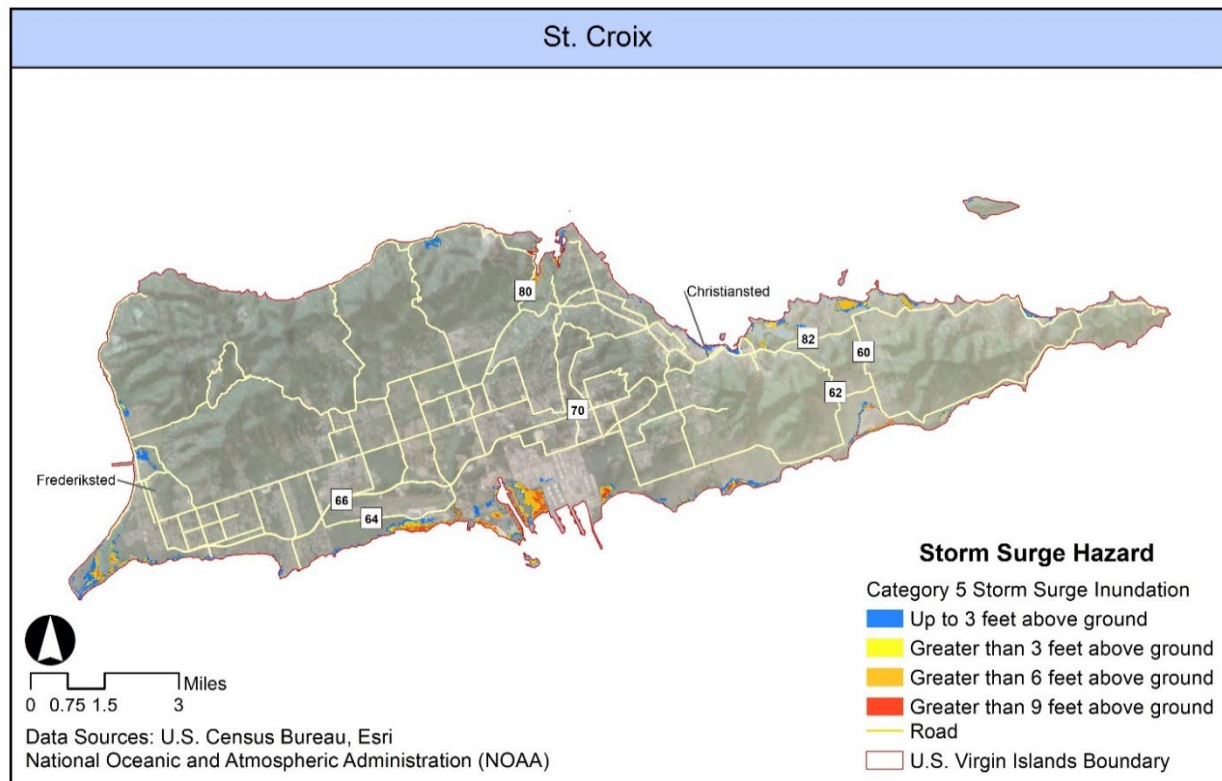 St. Croix
80
Christiansted
82
60
62
70
Frederiksted
66
64
Storm Surge Hazard
Category 5 Storm Surge Inundation
Up to 3 feet above ground
Greater than 3 feet above ground
Greater than 6 feet above ground
Greater than 9 feet above ground
Road
U.S. Virgin Islands Boundary
Miles
0 0.75 1.5 3
Data Sources: U.S. Census Bureau, Esri
National Oceanic and Atmospheric Administration (NOAA)